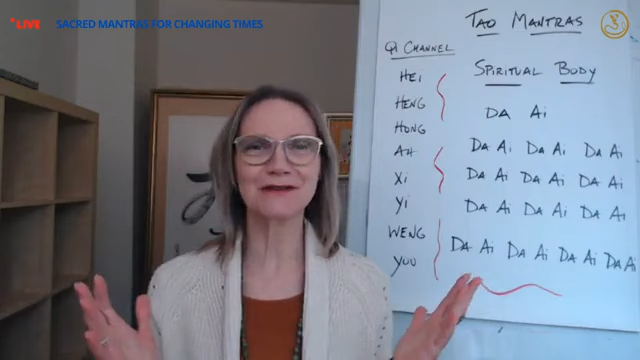 LIVE SACRED MANTRAS FOR CHANGING TIMES
TAO MANTRAS
QI CHANNEL
HEI
HENG
HONG
AH
XI
YI
WENG
YOU
SPIRITUAL BODY
DA AI
DA AI DA AI DA AI
DA AI DA AI DA AI
DA AI DA AI DA AI
DA AI DA AI DA AI DA AI